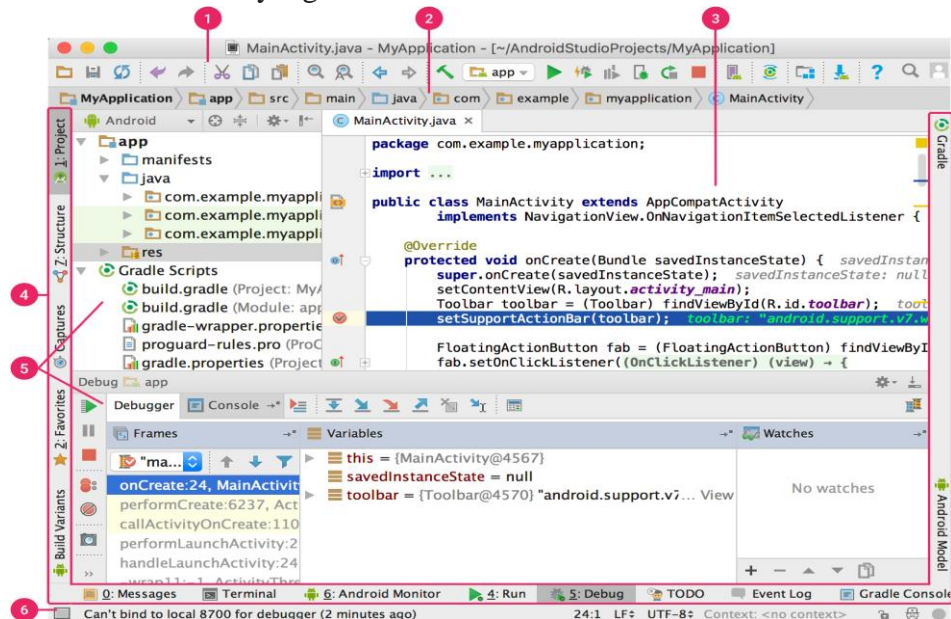 1
2
3
MainActivity.java - MyApplication - [~/AndroidStudioProjects/MyApplication]
app
?
MyApplication app src main java com example myapplication MainActivity
1: Project
Android
MainActivity.java ×
Gradle
app
manifests
java
com.example.myappli
com.example.myappli
com.example.myappli
res
Gradle Scripts
build.gradle (Project: MyA
build.gradle (Module: app
gradle-wrapper.propertie
proguard-rules.pro (ProG
gradle.properties (Project
package com.example.myapplication;
import ...
public class MainActivity extends AppCompatActivity
implements NavigationView.OnNavigationItemSelectedListener {
@Override
protected void onCreate(Bundle savedInstanceState) { savedInstan
super.onCreate(savedInstanceState); savedInstanceState: null
setContentView(R.layout.activity_main);
Toolbar toolbar = (Toolbar) findViewById(R.id.toolbar); tool
setSupportActionBar(toolbar); toolbar: "android.support.v7.w
FloatingActionButton fab = (FloatingActionButton) findViewByI
fab.setOnClickListener((OnClickListener) (view) → {
Z: Structure
4
Captures
5
2: Favorites
Build Variants
Debug app
Debugger Console
Frames
Variables
Watches
"ma...
this = {MainActivity@4567}
savedInstanceState = null
toolbar = {Toolbar@4570} "android.support.v7... View
No watches
onCreate:24, MainActivit
performCreate:6237, Act
callActivityOnCreate:110
performLaunchActivity:2
handleLaunchActivity:24
-wrap11:-1, ActivityThre
Android Model
0: Messages Terminal 6: Android Monitor 4: Run 5: Debug TODO Event Log Gradle Console
6
Can't bind to local 8700 for debugger (2 minutes ago) 24:1 LF UTF-8 Context: <no context>